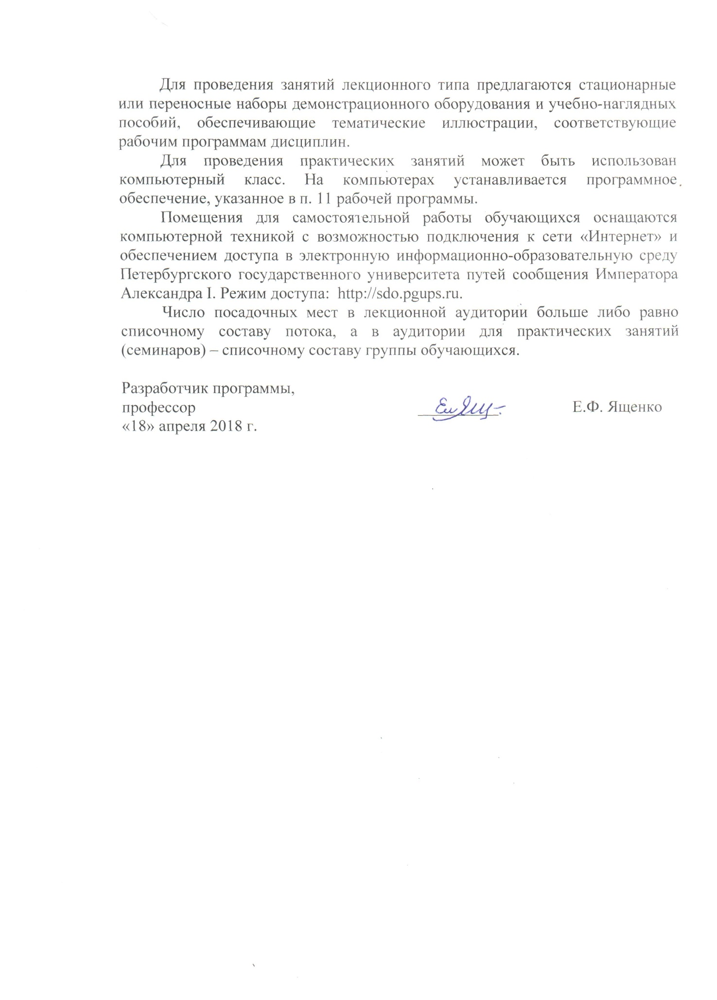 Для проведения занятий лекционного типа предлагаются стационарные
или переносные наборы демонстрационного оборудования и учебно-наглядных
пособий, обеспечивающие тематические иллюстрации, соответствующие
рабочим программам дисциплин.
Для проведения практических занятий может быть использован
компьютерный класс. На компьютерах устанавливается программное
обеспечение, указанное в п. 11 рабочей программы.
Помещения для самостоятельной работы обучающихся оснащаются
компьютерной техникой с возможностью подключения к сети «Интернет» и
обеспечением доступа в электронную информационно-образовательную среду
Петербургского государственного университета путей сообщения Императора
Александра I. Режим доступа: http://sdo.pgups.ru.
Число посадочных мест в лекционной аудитории больше либо равно
списочному составу потока, а в аудитории для практических занятий
(семинаров) – списочному составу группы обучающихся.
Разработчик программы,
профессор Е.Ф. Ященко
«18» апреля 2018 г.